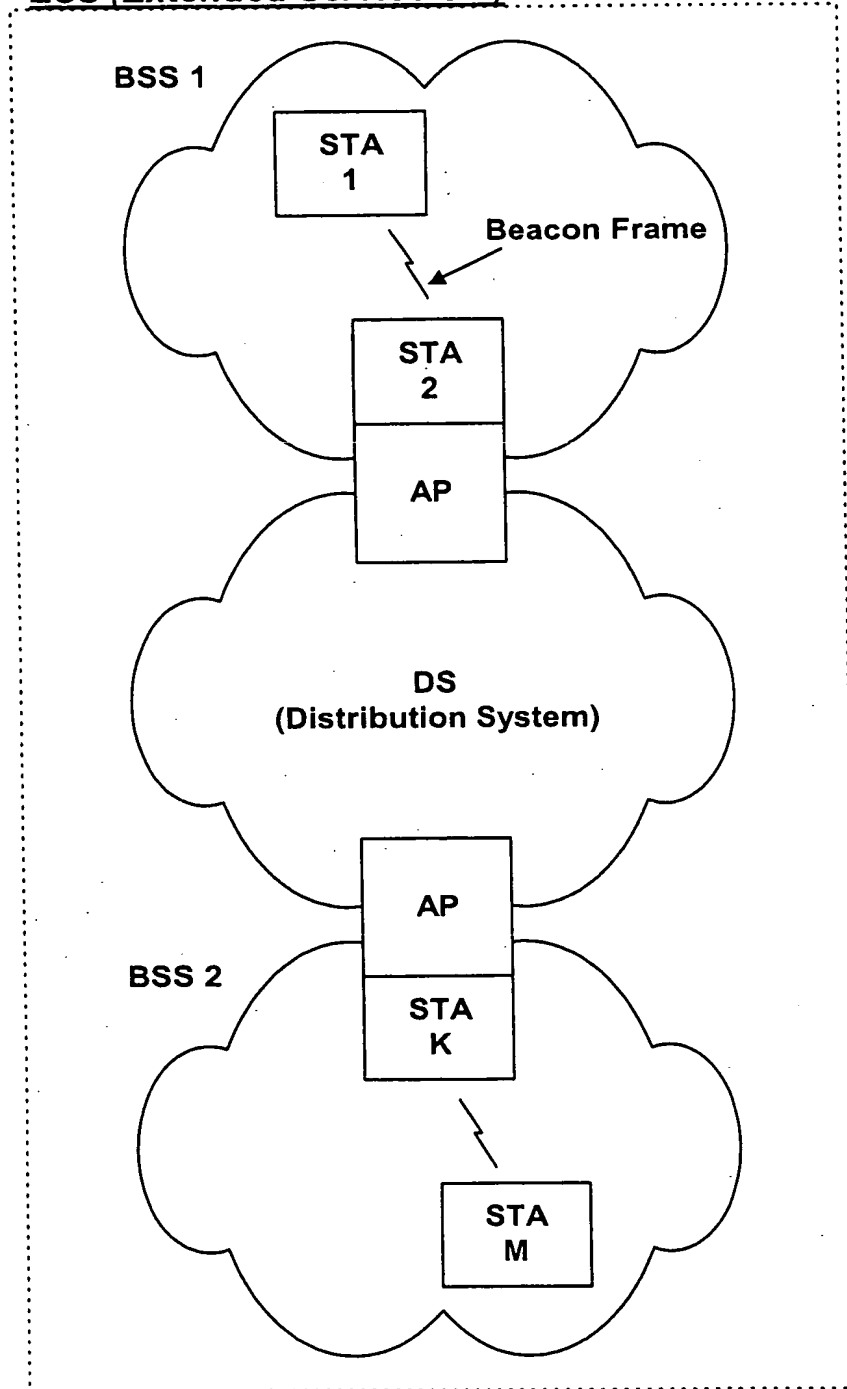 BSS 1
STA
1
Beacon Frame
STA
2
AP
DS
(Distribution System)
AP
BSS 2
STA
K
STA
M